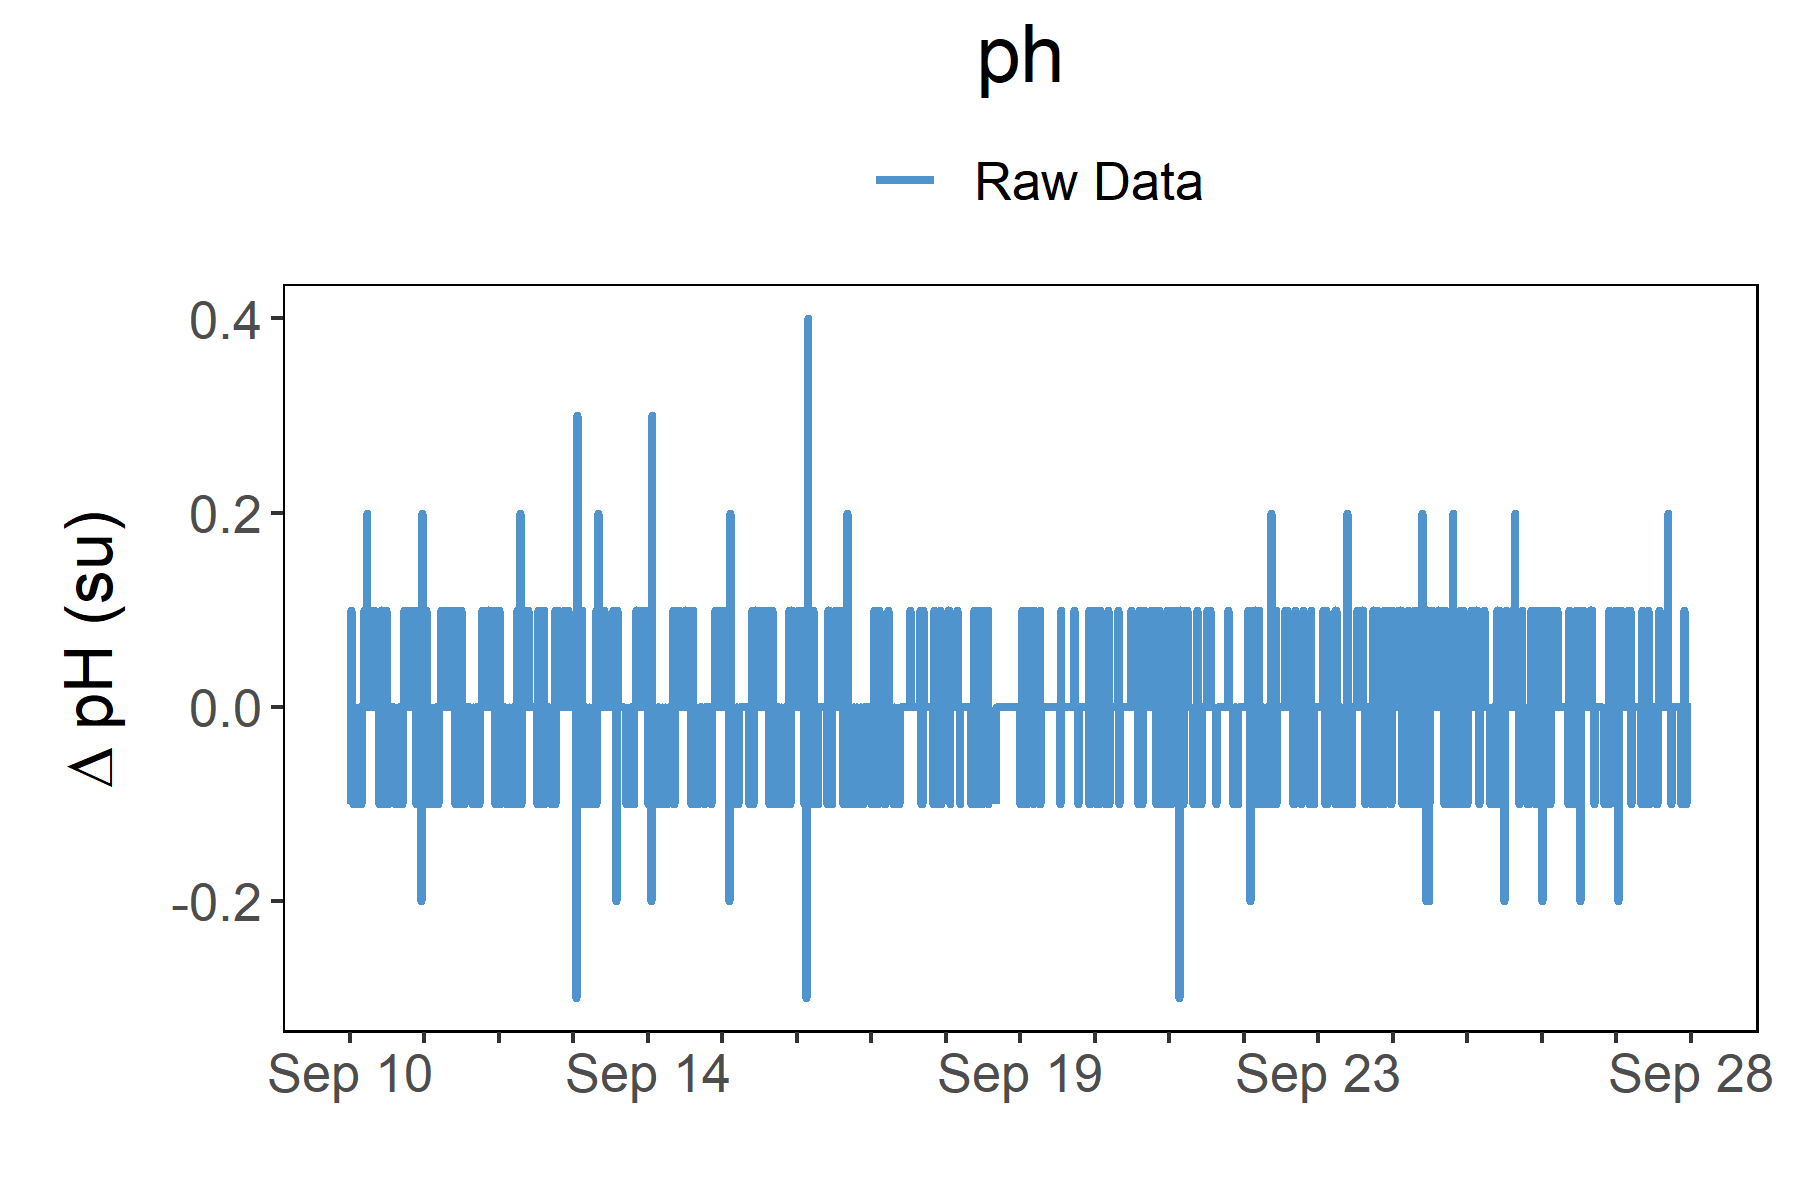 ph
Raw Data
Δ pH (su)
0.4
0.2
0.0
-0.2
Sep 10
Sep 14
Sep 19
Sep 23
Sep 28